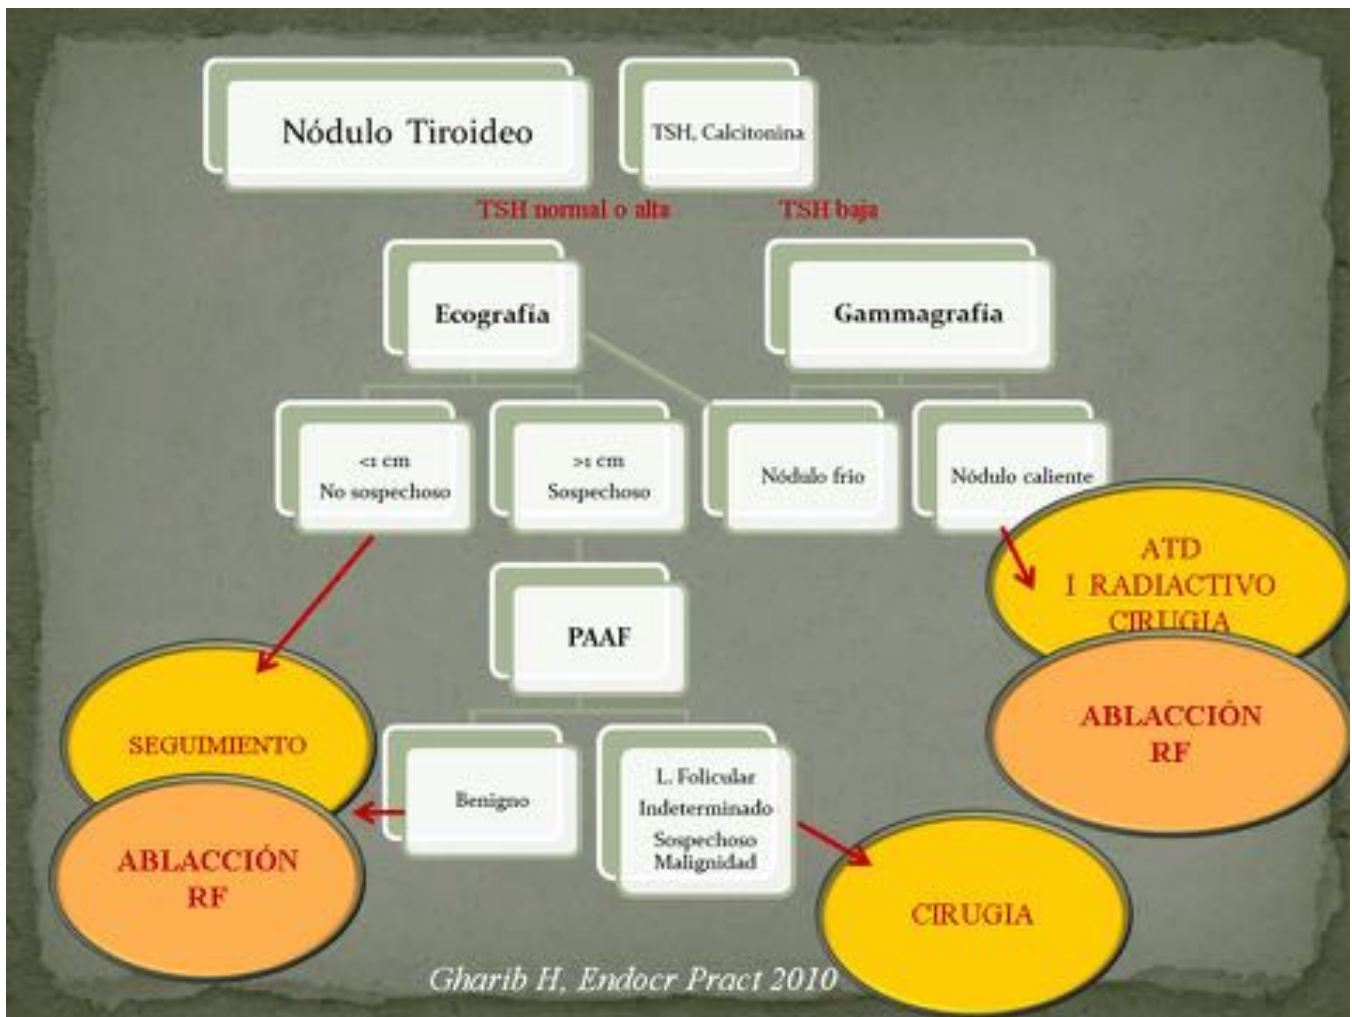 Nódulo Tiroideo
TSH, Calcitonina
TSH normal o alta
TSH baja
Ecografía
Gammagrafía
<1 cm
No sospechoso
>1 cm
Sospechoso
Nódulo frio
Nódulo caliente
ATD
I RADIACTIVO
CIRUGIA
PAAF
ABLACCIÓN
RF
SEGUIMIENTO
Benigno
L. Folicular
Indeterminado
Sospechoso
Malignidad
ABLACCIÓN
RF
CIRUGIA
Gharib H, Endocr Pract 2010